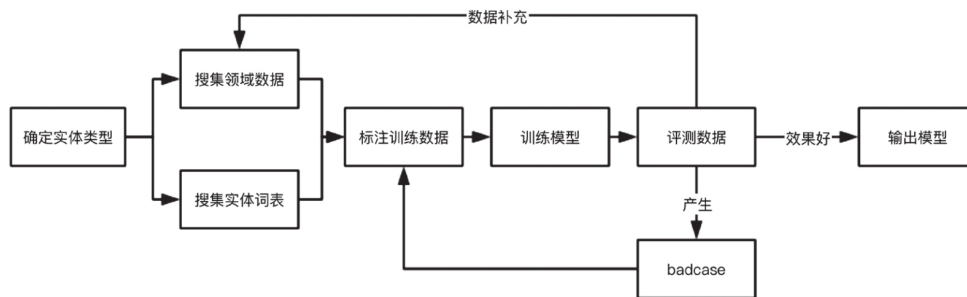 数据补充
搜集领域数据
确定实体类型
标注训练数据
训练模型
评测数据
效果好
输出模型
搜集实体词表
产生
badcase